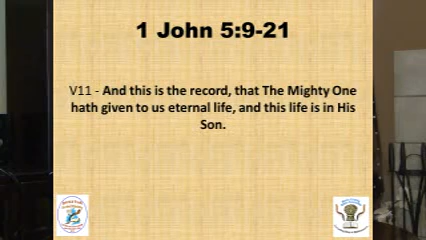 1 John 5:9-21
V11 - And this is the record, that The Mighty One
hath given to us eternal life, and this life is in His
Son.